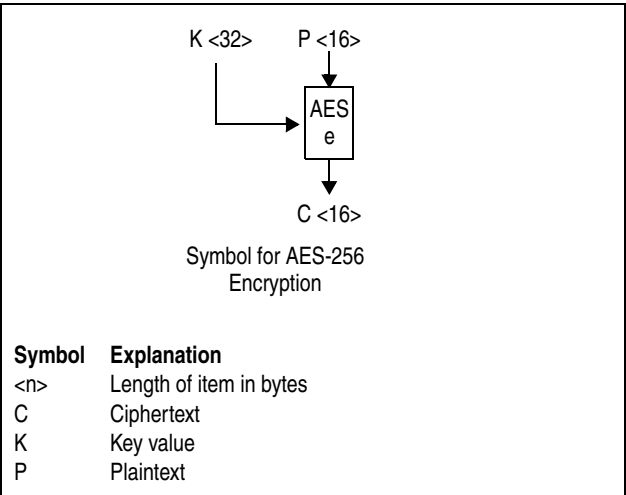 K <32> P <16>
AES
e
C <16>
Symbol for AES-256
Encryption
Symbol Explanation
<n> Length of item in bytes
C Ciphertext
K Key value
P Plaintext